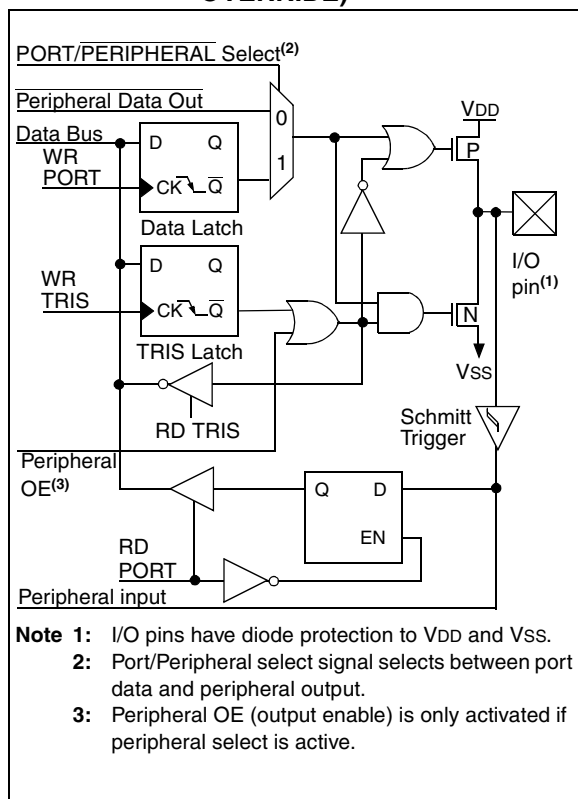 PORT/PERIPHERAL Select(2)
Peripheral Data Out
Data Bus
WR
PORT
D Q
CK Q
Data Latch
0
1
VDD
P
WR
TRIS
D Q
CK Q
TRIS Latch
I/O
pin(1)
N
VSS
RD TRIS
Schmitt
Trigger
Peripheral
OE(3)
Q D
EN
RD
PORT
Peripheral input
Note 1: I/O pins have diode protection to VDD and VSS.
2: Port/Peripheral select signal selects between port
data and peripheral output.
3: Peripheral OE (output enable) is only activated if
peripheral select is active.